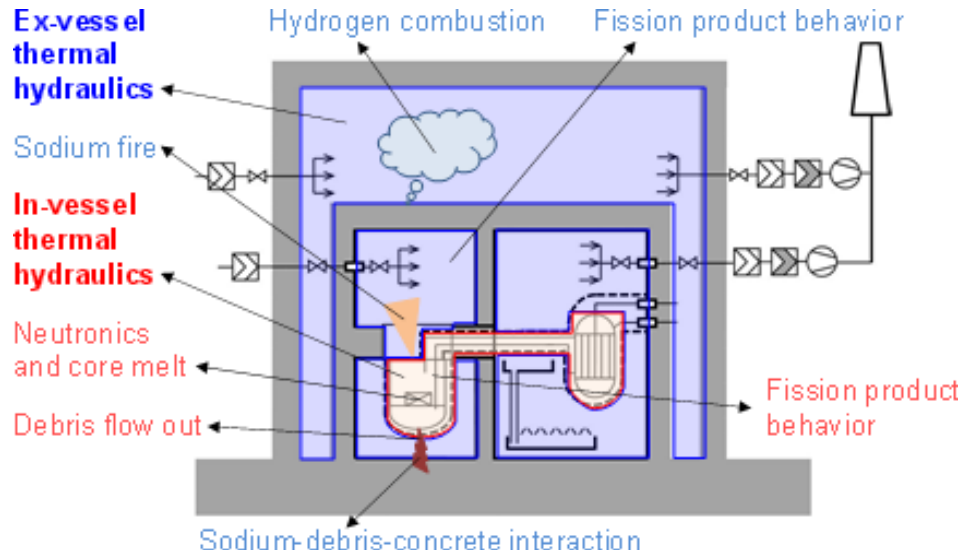 Ex-vessel
thermal
hydraulics
Hydrogen combustion
Fission product behavior
Sodium fire
In-vessel
thermal
hydraulics
Neutronics
and core melt
Debris flow out
Fission product
behavior
Sodium-debris-concrete interaction